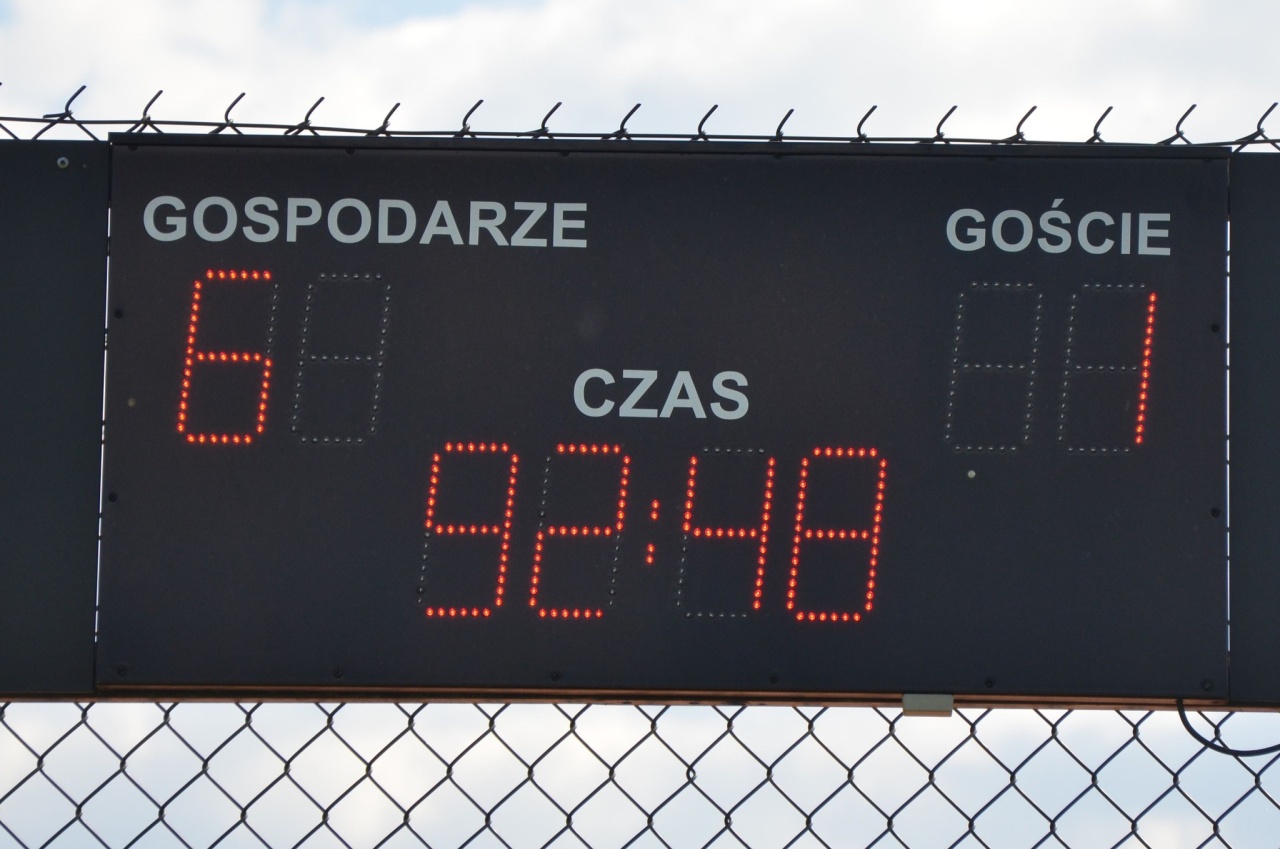 GOSPODARZE GOŚCIE
6 1
CZAS
92:48